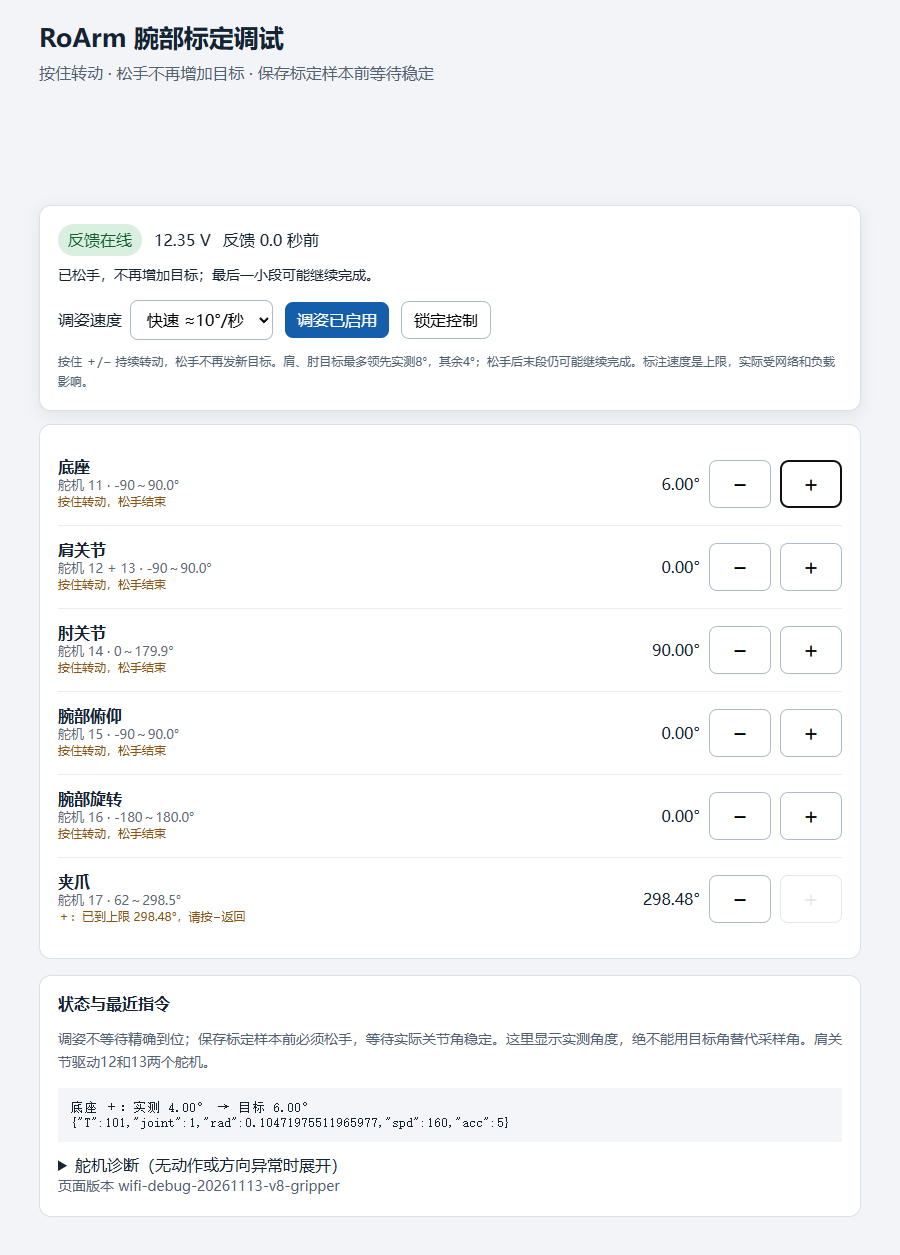 RoArm 腕部标定调试
按住转动 · 松手不再增加目标 · 保存标定样本前等待稳定
反馈在线 12.35 V 反馈 0.0 秒前
已松手，不再增加目标；最后一小段可能继续完成。
调姿速度 快速 ≈10°/秒 调姿已启用 锁定控制
按住 +/− 持续转动，松手不再发新目标。肩、肘目标最多领先实测8°，其余4°；松手后末段仍可能继续完成。标注速度是上限，实际受网络和负载
影响。
底座
舵机 11 · -90 ~ 90.0°
按住转动，松手结束
6.00° − +
肩关节
舵机 12 + 13 · -90 ~ 90.0°
按住转动，松手结束
0.00° − +
肘关节
舵机 14 · 0 ~ 179.9°
按住转动，松手结束
90.00° − +
腕部俯仰
舵机 15 · -90 ~ 90.0°
按住转动，松手结束
0.00° − +
腕部旋转
舵机 16 · -180 ~ 180.0°
按住转动，松手结束
0.00° − +
夹爪
舵机 17 · 62 ~ 298.5°
+：已到上限 298.48°，请按−返回
298.48° − +
状态与最近指令
调姿不等待精确到位；保存标定样本前必须松手，等待实际关节角稳定。这里显示实测角度，绝不能用目标角替代采样角。肩关
节驱动12和13两个舵机。
底座 +：实测 4.00° → 目标 6.00°
{"T":101,"joint":1,"rad":0.10471975511965977,"spd":160,"acc":5}
▶ 舵机诊断（无动作或方向异常时展开）
页面版本 wifi-debug-20261113-v8-gripper